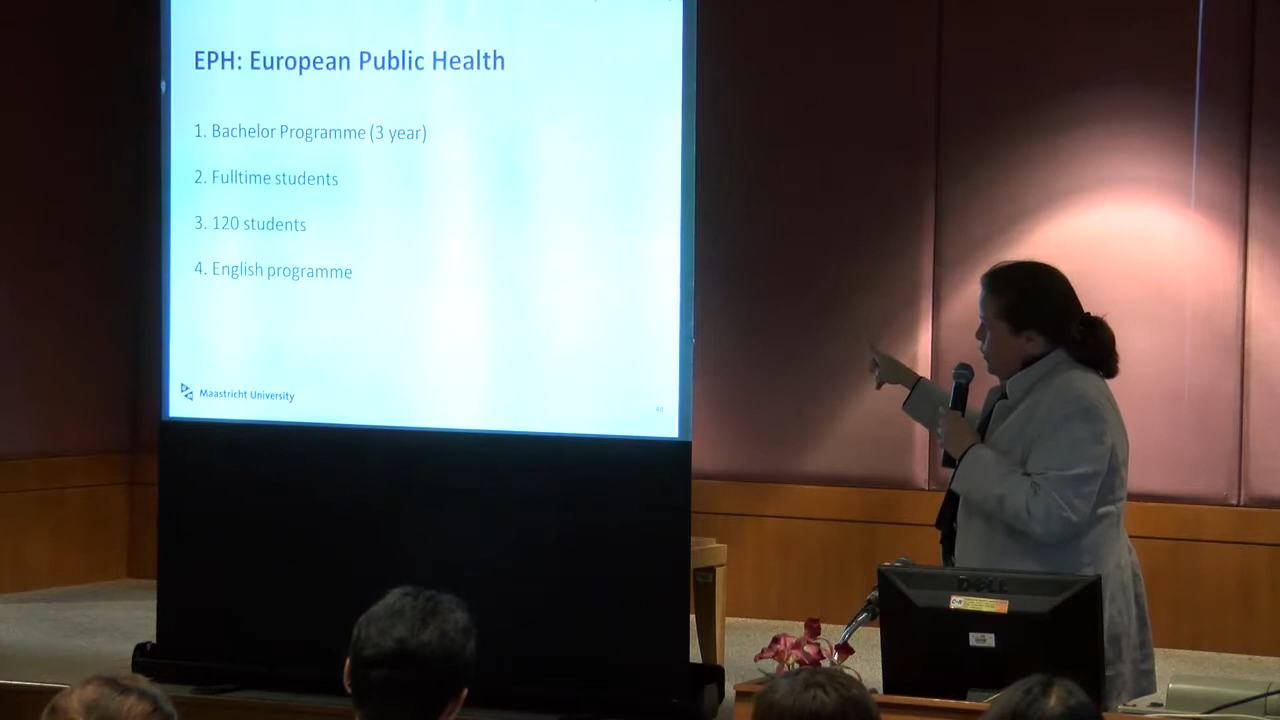 EPH: European Public Health
1. Bachelor Programme (3 year)
2. Fulltime students
3. 120 students
4. English programme
Maastricht University
DELL